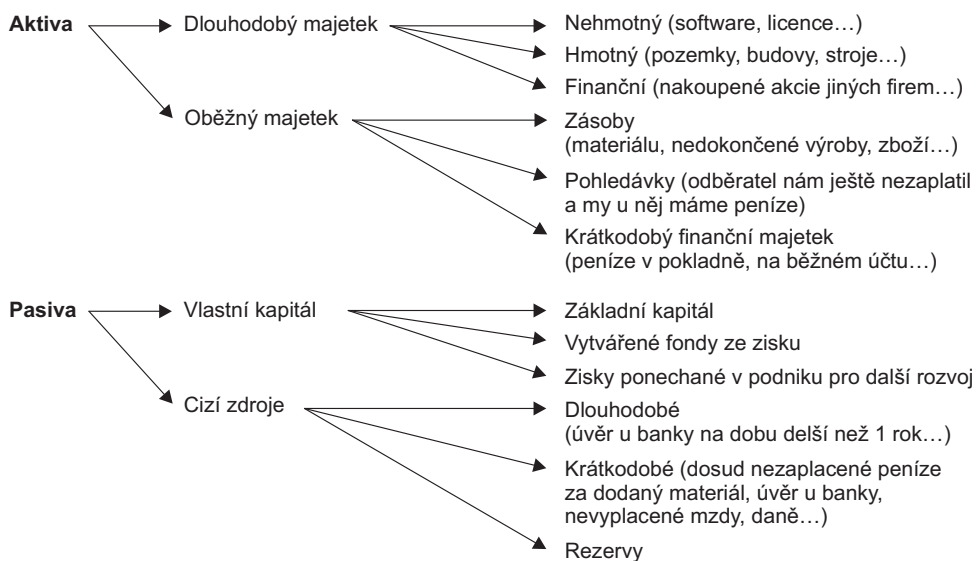 Aktiva
Dlouhodobý majetek
Nehmotný (software, licence…)
Hmotný (pozemky, budovy, stroje…)
Finanční (nakoupené akcie jiných firem…)
Oběžný majetek
Zásoby
(materiálu, nedokončené výroby, zboží…)
Pohledávky (odběratel nám ještě nezaplatil
a my u něj máme peníze)
Krátkodobý finanční majetek
(peníze v pokladně, na běžném účtu…)
Pasiva
Vlastní kapitál
Základní kapitál
Vytvářené fondy ze zisku
Zisky ponechané v podniku pro další rozvoj
Cizí zdroje
Dlouhodobé
(úvěr u banky na dobu delší než 1 rok…)
Krátkodobé (dosud nezaplacené peníze
za dodaný materiál, úvěr u banky,
nevyplacené mzdy, daně…)
Rezervy